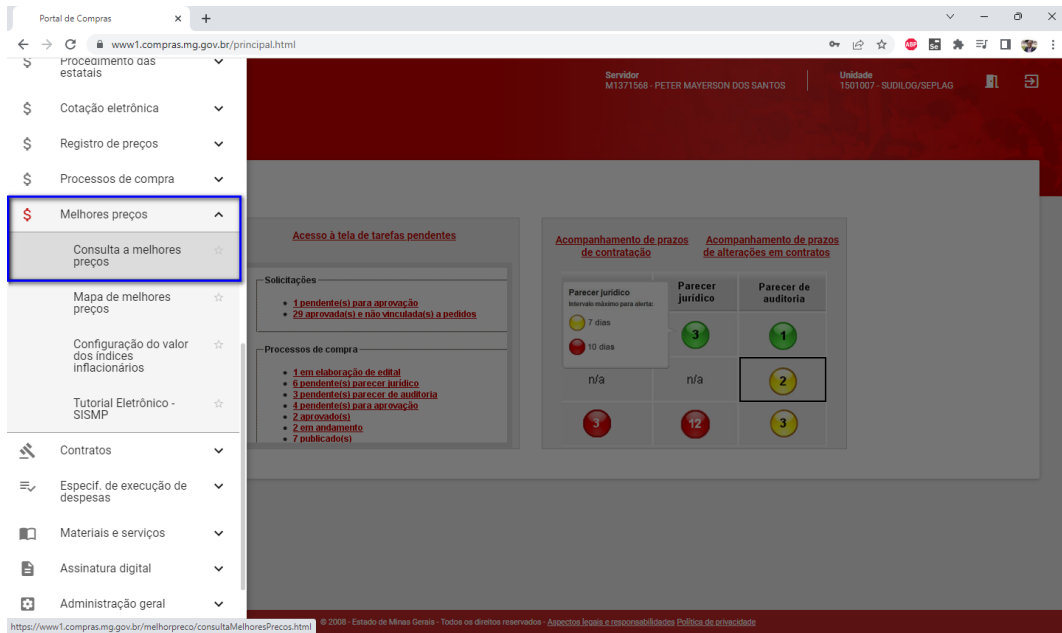 Portal de Compras
www1.compras.mg.gov.br/principal.html
Procedimento das
estatais
Cotação eletrônica
Registro de preços
Processos de compra
Melhores preços
Consulta a melhores
preços
Mapa de melhores
preços
Configuração do valor
dos índices
inflacionários
Tutorial Eletrônico -
SISMP
Contratos
Especif. de execução de
despesas
Materiais e serviços
Assinatura digital
Administração geral
https://www1.compras.mg.gov.br/melhorpreco/consultaMelhoresPrecos.html
Servidor
M1371568 - PETER MAYERSON DOS SANTOS
Unidade
1501007 - SUDILOG/SEPLAG
Acesso à tela de tarefas pendentes
Solicitações
1 pendente(s) para aprovação
29 aprovada(s) e não vinculada(s) a pedidos
Processos de compra
1 em elaboração de edital
6 pendente(s) parecer jurídico
3 pendente(s) parecer de auditoria
4 pendente(s) para aprovação
2 aprovado(s)
2 em andamento
7 publicado(s)
Acompanhamento de prazos
de contratação
Acompanhamento de prazos
de alterações em contratos
Parecer jurídico
Intervalo máximo para alerta:
7 dias
10 dias
Parecer
jurídico
Parecer de
auditoria
3
1
n/a
n/a
2
3
12
3
© 2008 - Estado de Minas Gerais - Todos os direitos reservados - Aspectos legais e responsabilidades Política de privacidade
ABP
Se